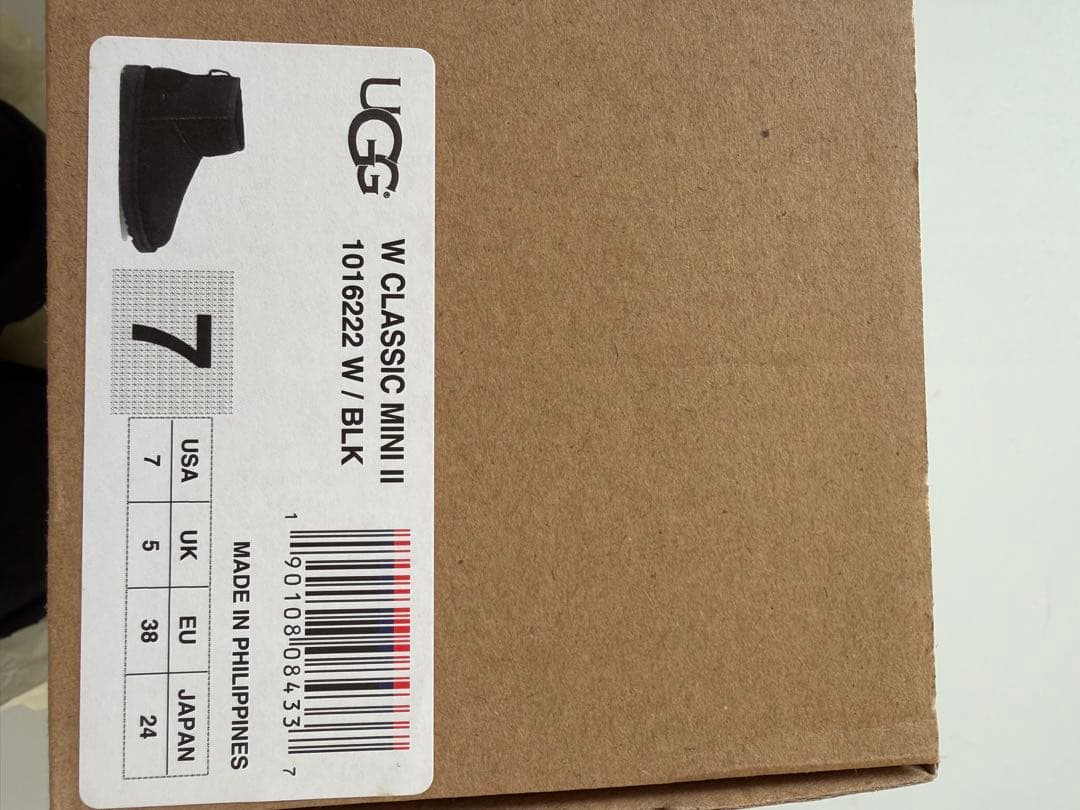 UGG®
W CLASSIC MINI II
1016222 W / BLK
1 90108 08433 7
7
MADE IN PHILIPPINES
USA UK EU JAPAN
7 5 38 24